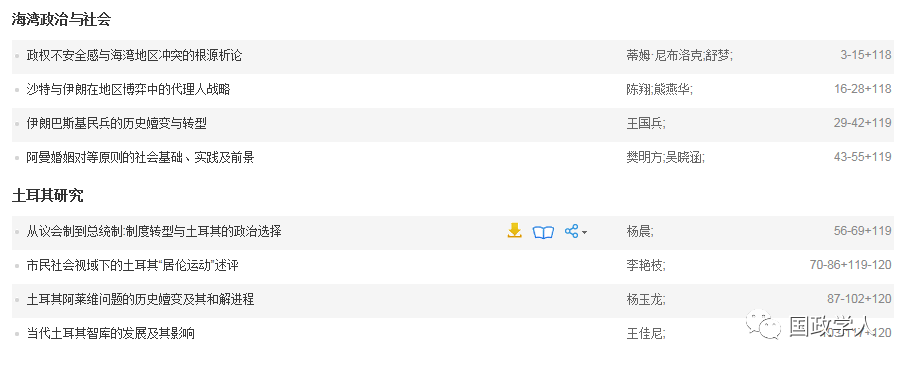 海湾政治与社会
政权不安全感与海湾地区冲突的根源析论 蒂姆·尼布洛克;舒梦; 3-15+118
沙特与伊朗在地区博弈中的代理人战略 陈翔;熊燕华; 16-28+118
伊朗巴斯基民兵的历史嬗变与转型 王国兵; 29-42+119
阿曼婚姻对等原则的社会基础、实践及前景 樊明方;吴晓涵; 43-55+119
土耳其研究
从议会制到总统制:制度转型与土耳其的政治选择 杨晨; 56-69+119
市民社会视域下的土耳其“居伦运动”述评 李艳枝; 70-86+119-120
土耳其阿莱维问题的历史嬗变及其和解进程 杨玉龙; 87-102+120
当代土耳其智库的发展及其影响 王佳尼; +120
国政学人